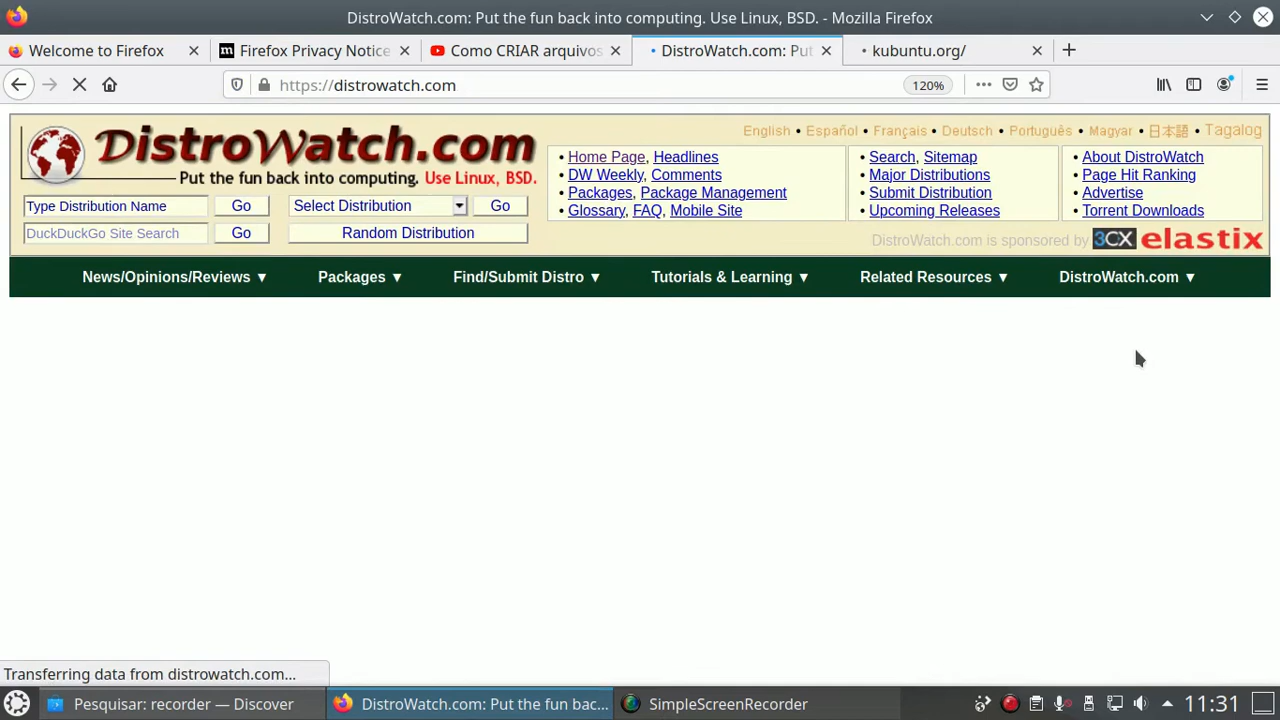 DistroWatch.com: Put the fun back into computing. Use Linux, BSD. - Mozilla Firefox
Welcome to Firefox
Firefox Privacy Notice
Como CRIAR arquivos
DistroWatch.com: Put
kubuntu.org/
https://distrowatch.com
120%
DistroWatch.com
Put the fun back into computing. Use Linux, BSD.
English • Español • Français • Deutsch • Português • Magyar • 日本語 • Tagalog
Type Distribution Name Go Select Distribution Go
DuckDuckGo Site Search Go Random Distribution
• Home Page, Headlines
• DW Weekly, Comments
• Packages, Package Management
• Glossary, FAQ, Mobile Site
• Search, Sitemap
• Major Distributions
• Submit Distribution
• Upcoming Releases
• About DistroWatch
• Page Hit Ranking
• Advertise
• Torrent Downloads
DistroWatch.com is sponsored by 3CX elastix
News/Opinions/Reviews ▼ Packages ▼ Find/Submit Distro ▼ Tutorials & Learning ▼ Related Resources ▼ DistroWatch.com ▼
Transferring data from distrowatch.com...
Pesquisar: recorder — Discover
DistroWatch.com: Put the fun bac...
SimpleScreenRecorder
11:31